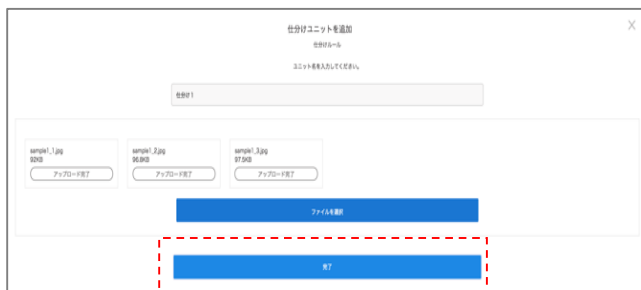 仕分けユニットを追加
X
仕分けルール
ユニット名を入力してください。
仕分け1
sample1_1.jpg
92KB
アップロード完了
sample1_2.jpg
96.8KB
アップロード完了
sample1_3.jpg
97.5KB
アップロード完了
ファイルを選択
完了